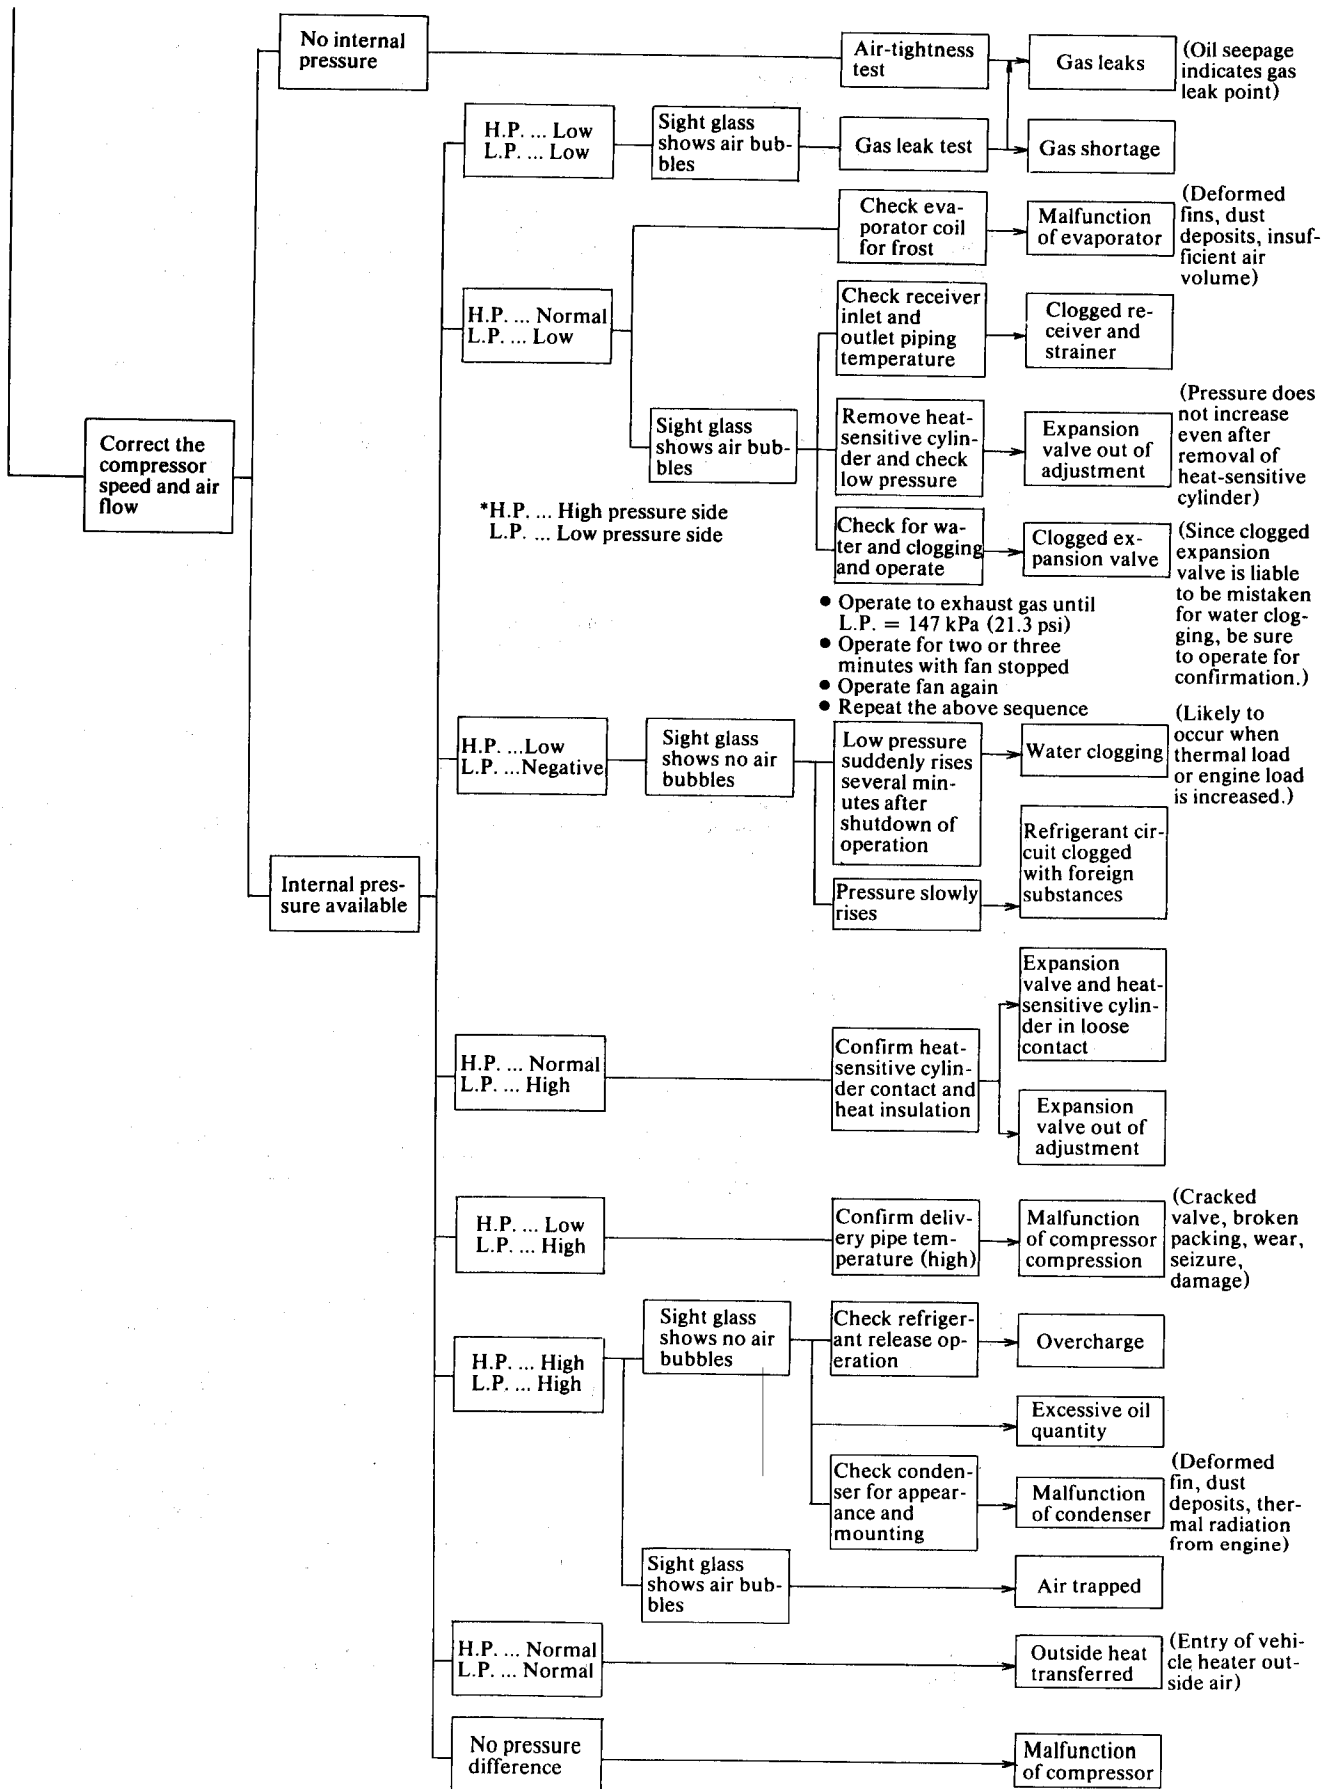 No internal
pressure
Air-tightness
test
Gas leaks
(Oil seepage
indicates gas
leak point)
H.P. ... Low
L.P. ... Low
Sight glass
shows air bub-
bles
Gas leak test
Gas shortage
Check eva-
porator coil
for frost
Malfunction
of evaporator
(Deformed
fins, dust
deposits, insuf-
ficient air
volume)
H.P. ... Normal
L.P. ... Low
Check receiver
inlet and
outlet piping
temperature
Clogged re-
ceiver and
strainer
Correct the
compressor
speed and air
flow
Sight glass
shows air bub-
bles
Remove heat-
sensitive cylin-
der and check
low pressure
Expansion
valve out of
adjustment
(Pressure does
not increase
even after
removal of
heat-sensitive
cylinder)
*H.P. ... High pressure side
L.P. ... Low pressure side
Check for wa-
ter and clogging
and operate
Clogged ex-
pansion valve
(Since clogged
expansion
valve is liable
to be mistaken
for water clog-
ging, be sure
to operate for
confirmation.)
• Operate to exhaust gas until
L.P. = 147 kPa (21.3 psi)
• Operate for two or three
minutes with fan stopped
• Operate fan again
• Repeat the above sequence
H.P. ...Low
L.P. ...Negative
Sight glass
shows no air
bubbles
Low pressure
suddenly rises
several min-
utes after
shutdown of
operation
Water clogging
(Likely to
occur when
thermal load
or engine load
is increased.)
Internal pres-
sure available
Pressure slowly
rises
Refrigerant cir-
cuit clogged
with foreign
substances
H.P. ... Normal
L.P. ... High
Confirm heat-
sensitive cylin-
der contact and
heat insulation
Expansion
valve and heat-
sensitive cylin-
der in loose
contact
Expansion
valve out of
adjustment
H.P. ... Low
L.P. ... High
Confirm deliv-
ery pipe tem-
perature (high)
Malfunction
of compressor
compression
(Cracked
valve, broken
packing, wear,
seizure,
damage)
H.P. ... High
L.P. ... High
Sight glass
shows no air
bubbles
Check refriger-
ant release op-
eration
Overcharge
Excessive oil
quantity
Check conden-
ser for appear-
ance and
mounting
Malfunction
of condenser
(Deformed
fin, dust
deposits, ther-
mal radiation
from engine)
Sight glass
shows air bub-
bles
Air trapped
H.P. ... Normal
L.P. ... Normal
Outside heat
transferred
(Entry of vehi-
cle heater out-
side air)
No pressure
difference
Malfunction
of compressor